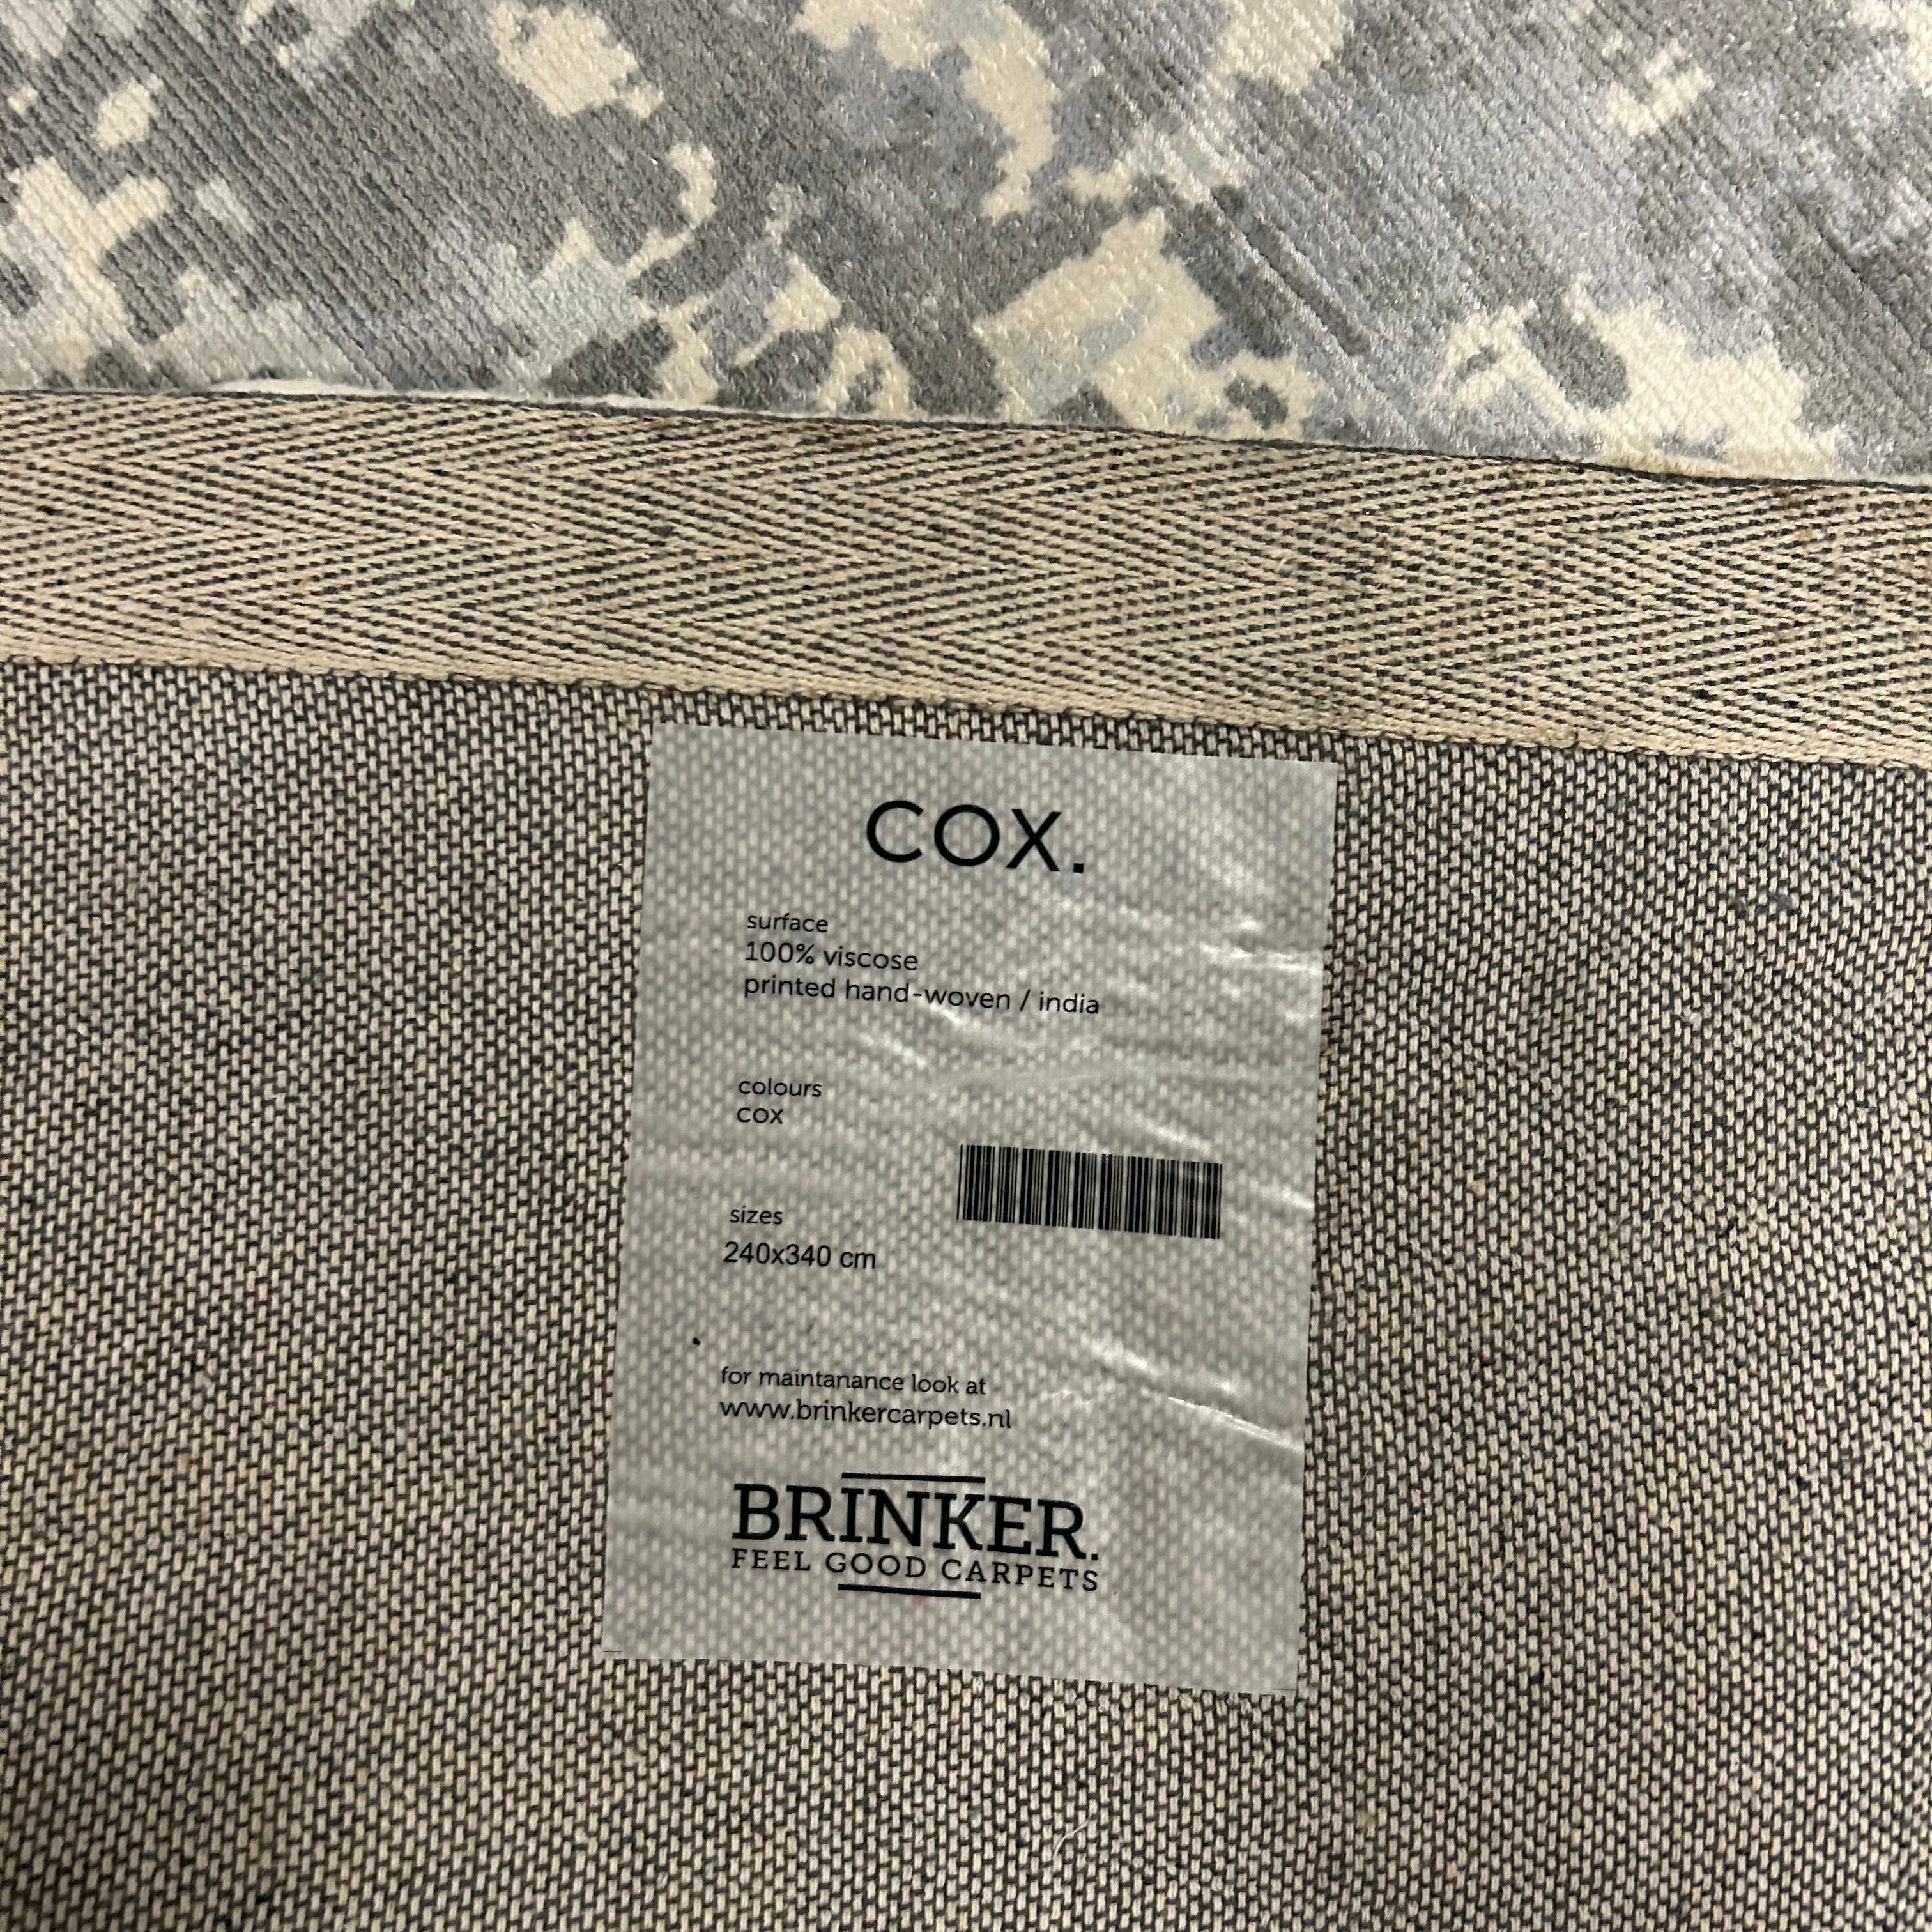 COX.
surface
100% viscose
printed hand-woven / india
colours
cox
sizes
240x340 cm
for maintanance look at
www.brinkercarpets.nl
BRINKER.
FEEL GOOD CARPETS